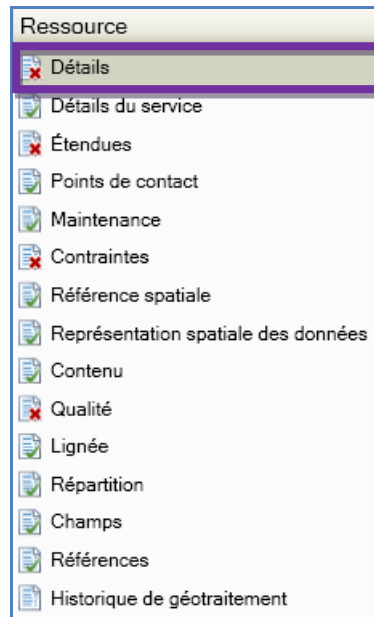 Ressource
Détails
Détails du service
Étendues
Points de contact
Maintenance
Contraintes
Référence spatiale
Représentation spatiale des données
Contenu
Qualité
Lignée
Répartition
Champs
Références
Historique de géotraitement